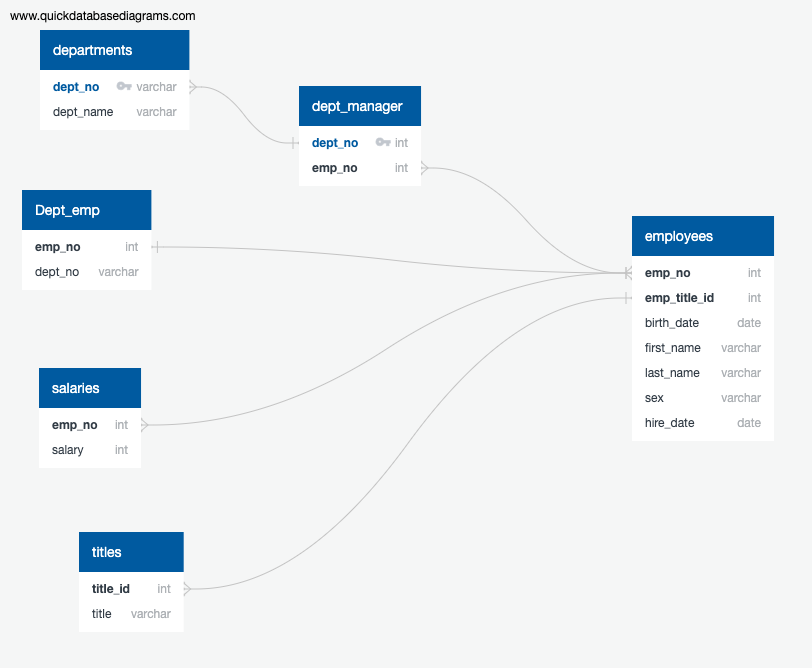 www.quickdatabasediagrams.com
departments
dept_no varchar
dept_name varchar
dept_manager
dept_no int
emp_no int
Dept_emp
emp_no int
dept_no varchar
employees
emp_no int
emp_title_id int
birth_date date
first_name varchar
last_name varchar
sex varchar
hire_date date
salaries
emp_no int
salary int
titles
title_id int
title varchar